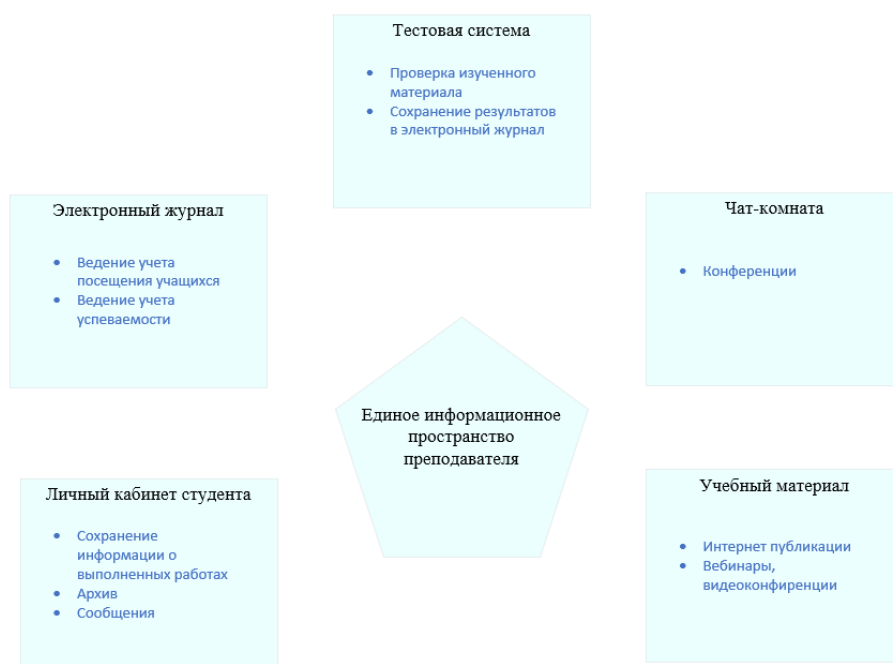 Тестовая система
Проверка изученного
материала
Сохранение результатов
в электронный журнал
Электронный журнал
Ведение учета
посещения учащихся
Ведение учета
успеваемости
Чат-комната
Конференции
Единое информационное
пространство
преподавателя
Личный кабинет студента
Сохранение
информации о
выполненных работах
Архив
Сообщения
Учебный материал
Интернет публикации
Вебинары,
видеоконфиренции